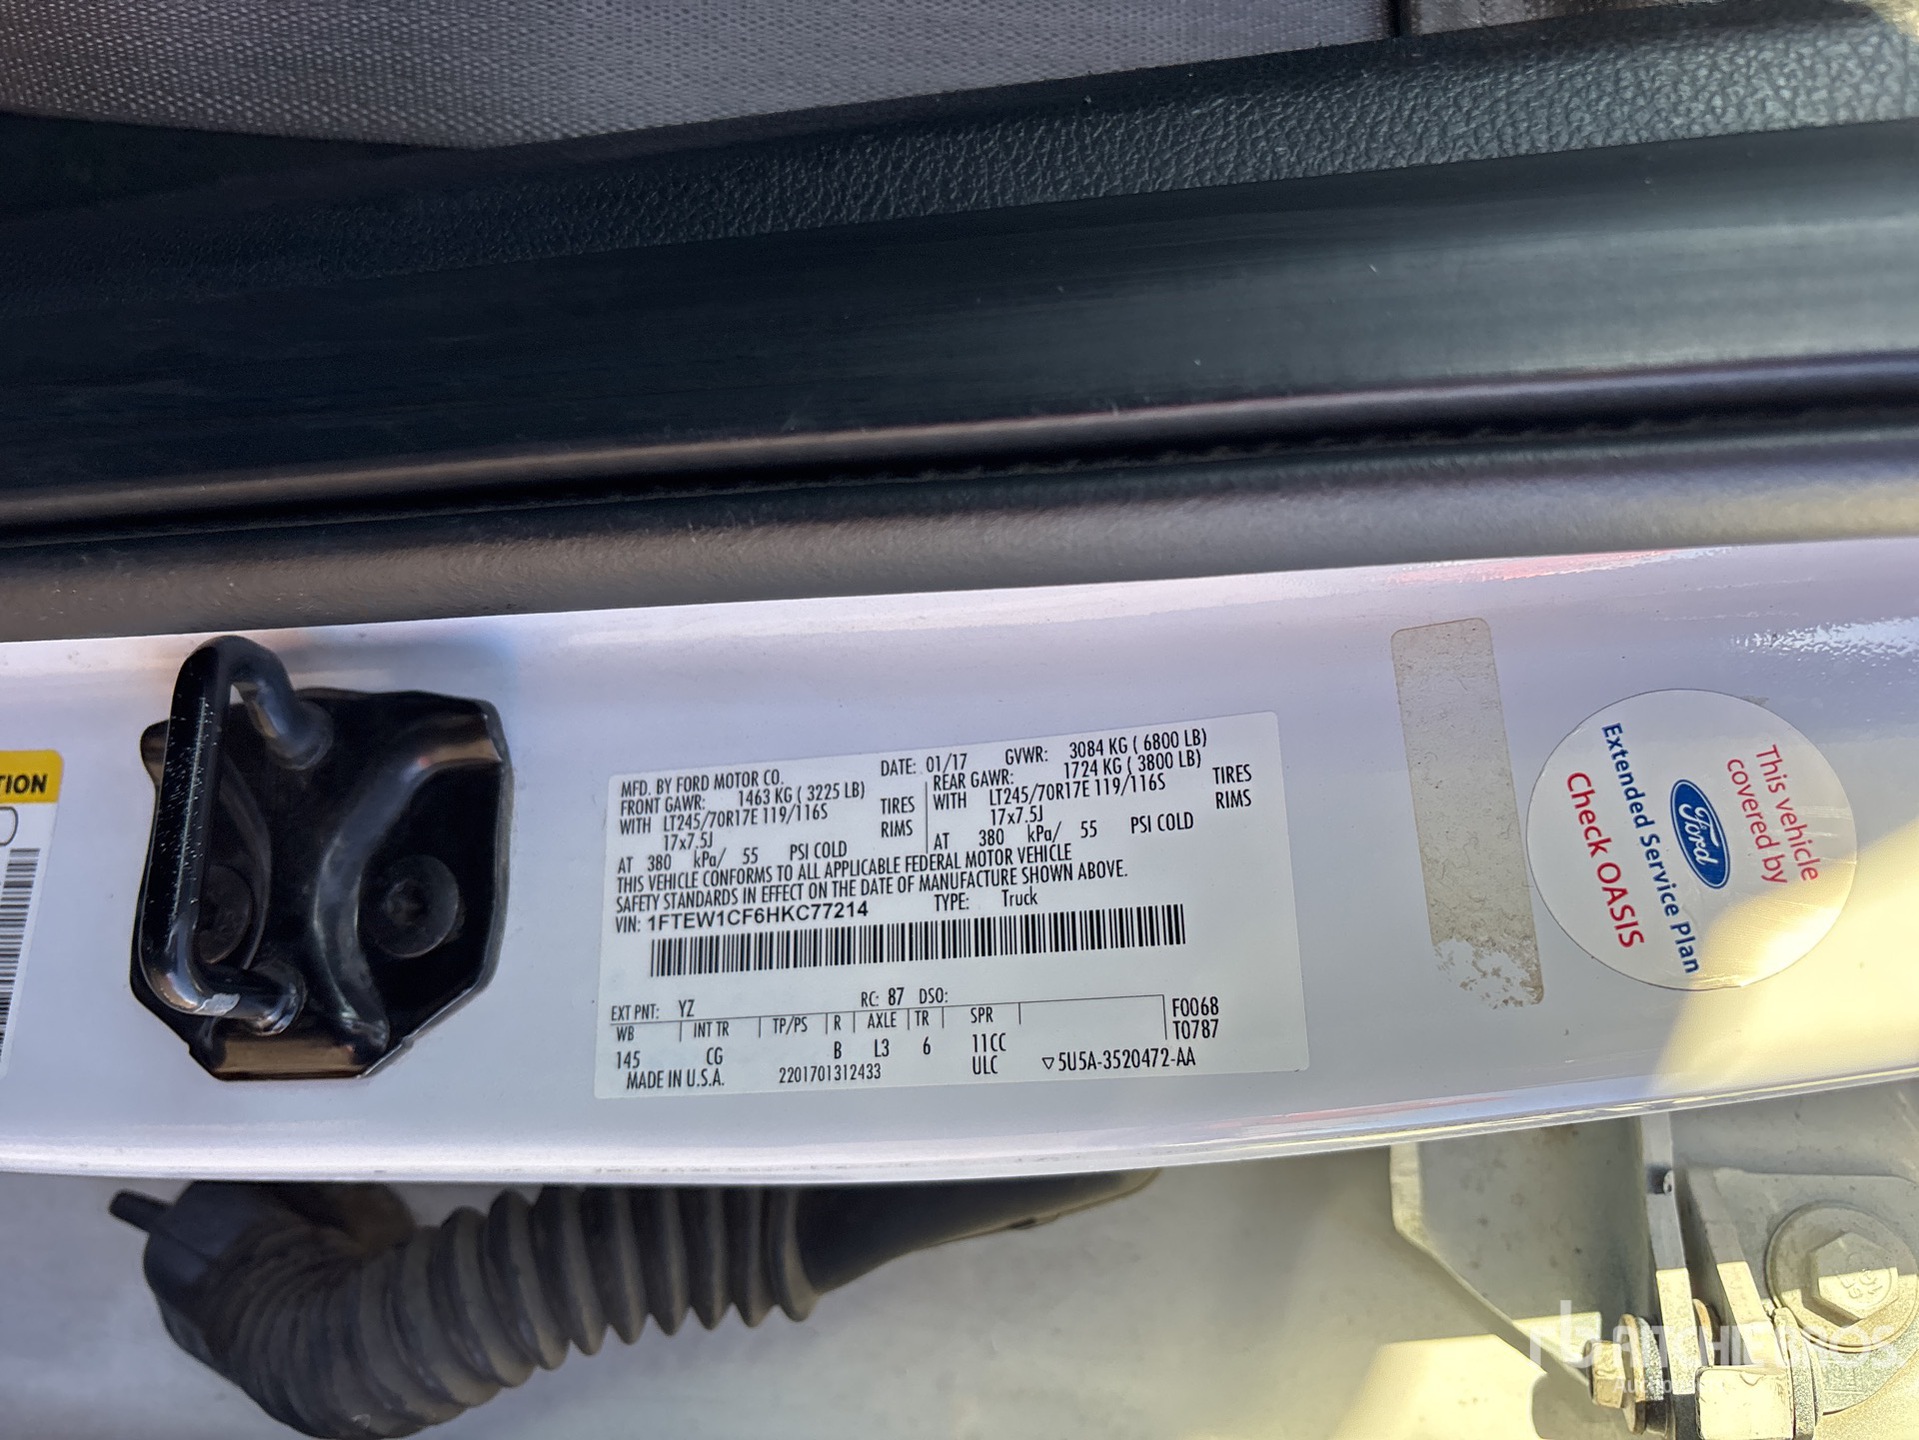 TION
MFD. BY FORD MOTOR CO. DATE: 01/17 GVWR: 3084 KG ( 6800 LB)
FRONT GAWR: 1463 KG ( 3225 LB) REAR GAWR: 1724 KG ( 3800 LB)
WITH LT245/70R17E 119/116S TIRES WITH LT245/70R17E 119/116S TIRES
17x7.5J RIMS 17x7.5J RIMS
AT 380 kPa/ 55 PSI COLD AT 380 kPa/ 55 PSI COLD
THIS VEHICLE CONFORMS TO ALL APPLICABLE FEDERAL MOTOR VEHICLE
SAFETY STANDARDS IN EFFECT ON THE DATE OF MANUFACTURE SHOWN ABOVE.
VIN: 1FTEW1CF6HKC77214 TYPE: Truck
EXT PNT: YZ RC: 87 DSO: F0068
WB INT TR TP/PS R AXLE TR SPR T0787
145 CG B L3 6 11CC
MADE IN U.S.A. 2201701312433 ULC ▽5U5A-3520472-AA
This vehicle
covered by
Ford
Extended Service Plan
Check OASIS
RITCHIE BROS